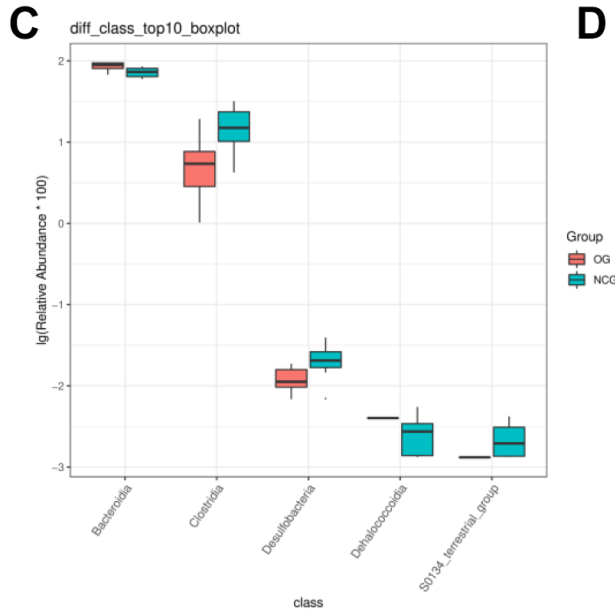 C
D
diff_class_top10_boxplot
2
1
0
−1
−2
−3
lg(Relative Abundance * 100)
Bacteroidia
Clostridia
Desulfobacteria
Dehalococcoidia
S0134_terrestrial_group
class
Group
OG
NCG